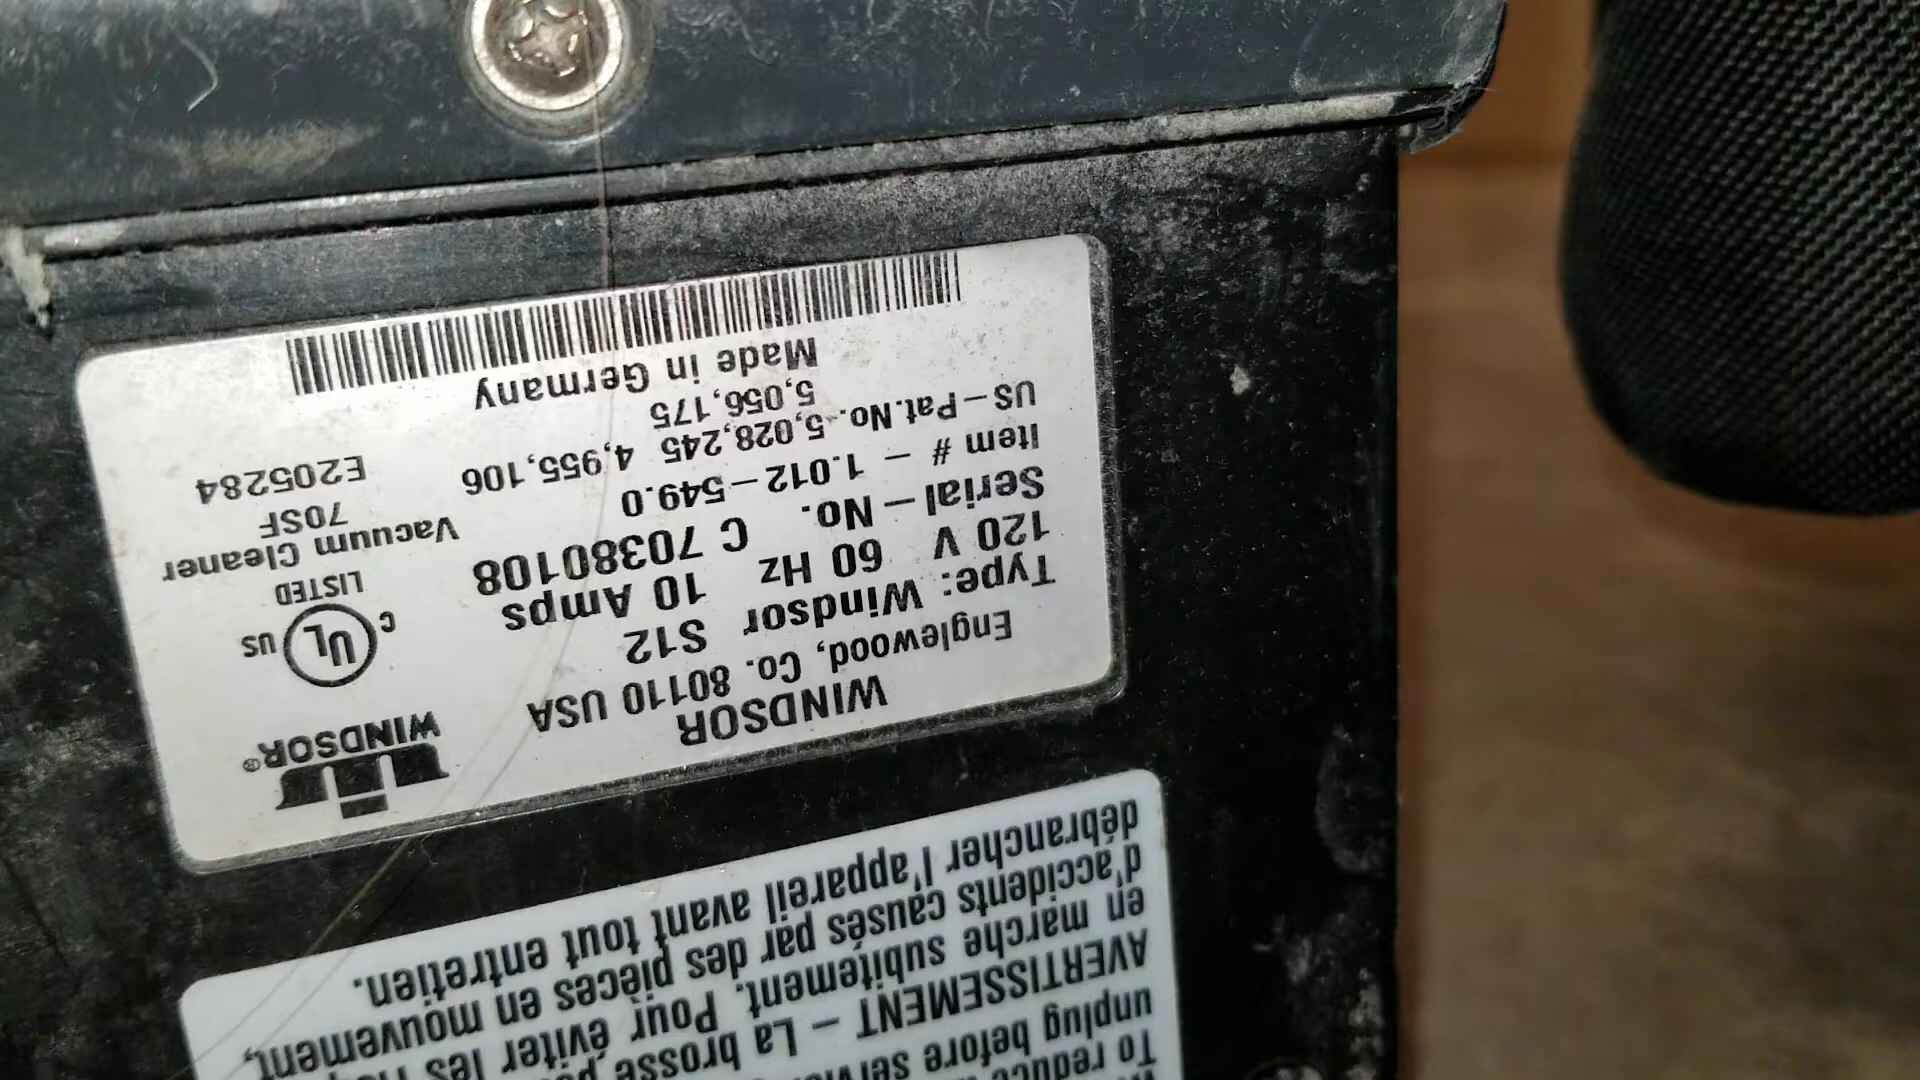 WINDSOR
Englewood, Co. 80110 USA
Type: Windsor S12
120 V 60 Hz 10 Amps
Serial-No. C 70380108
Item # - 1.012-549.0
US-Pat.No. 5,028,245 4,955,106
5,056,175
Made in Germany
WINDSOR®
C UL US
LISTED
Vacuum Cleaner
70SF
E205284
To reduce
unplug before
AVERTISSEMENT - La brosse
en marche subitement. Pour éviter les
d'accidents causés par des pièces en mouvement,
débrancher l'appareil avant tout entretien.